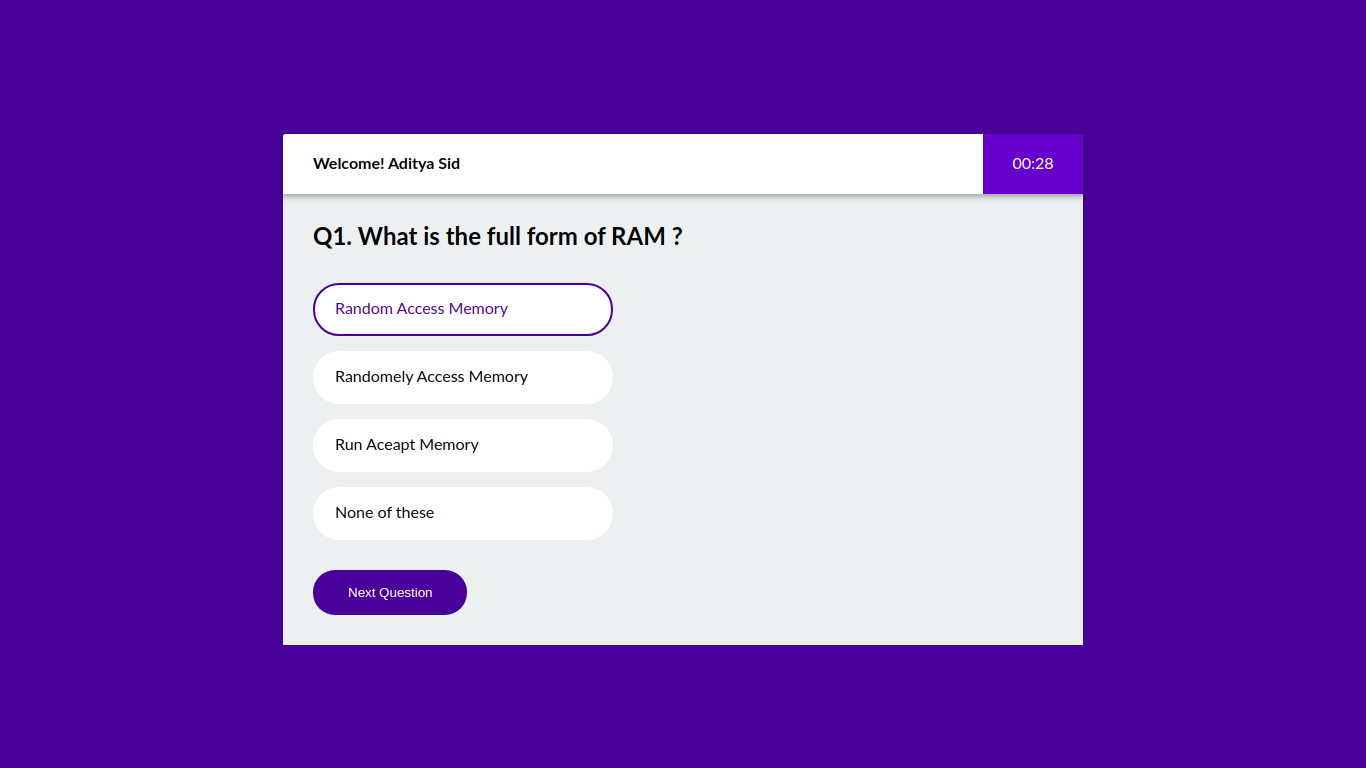 Welcome! Aditya Sid
00:28
Q1. What is the full form of RAM ?
Random Access Memory
Randomely Access Memory
Run Aceapt Memory
None of these
Next Question